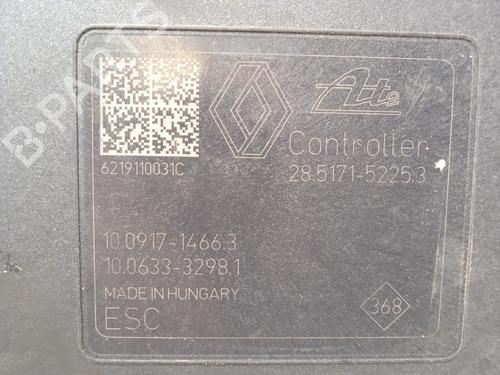 B-PARTS
Ate
Controller
6219110031C
28.5171-5225.3
10.0917-1466.3
10.0633-3298.1
MADE IN HUNGARY
ESC
368